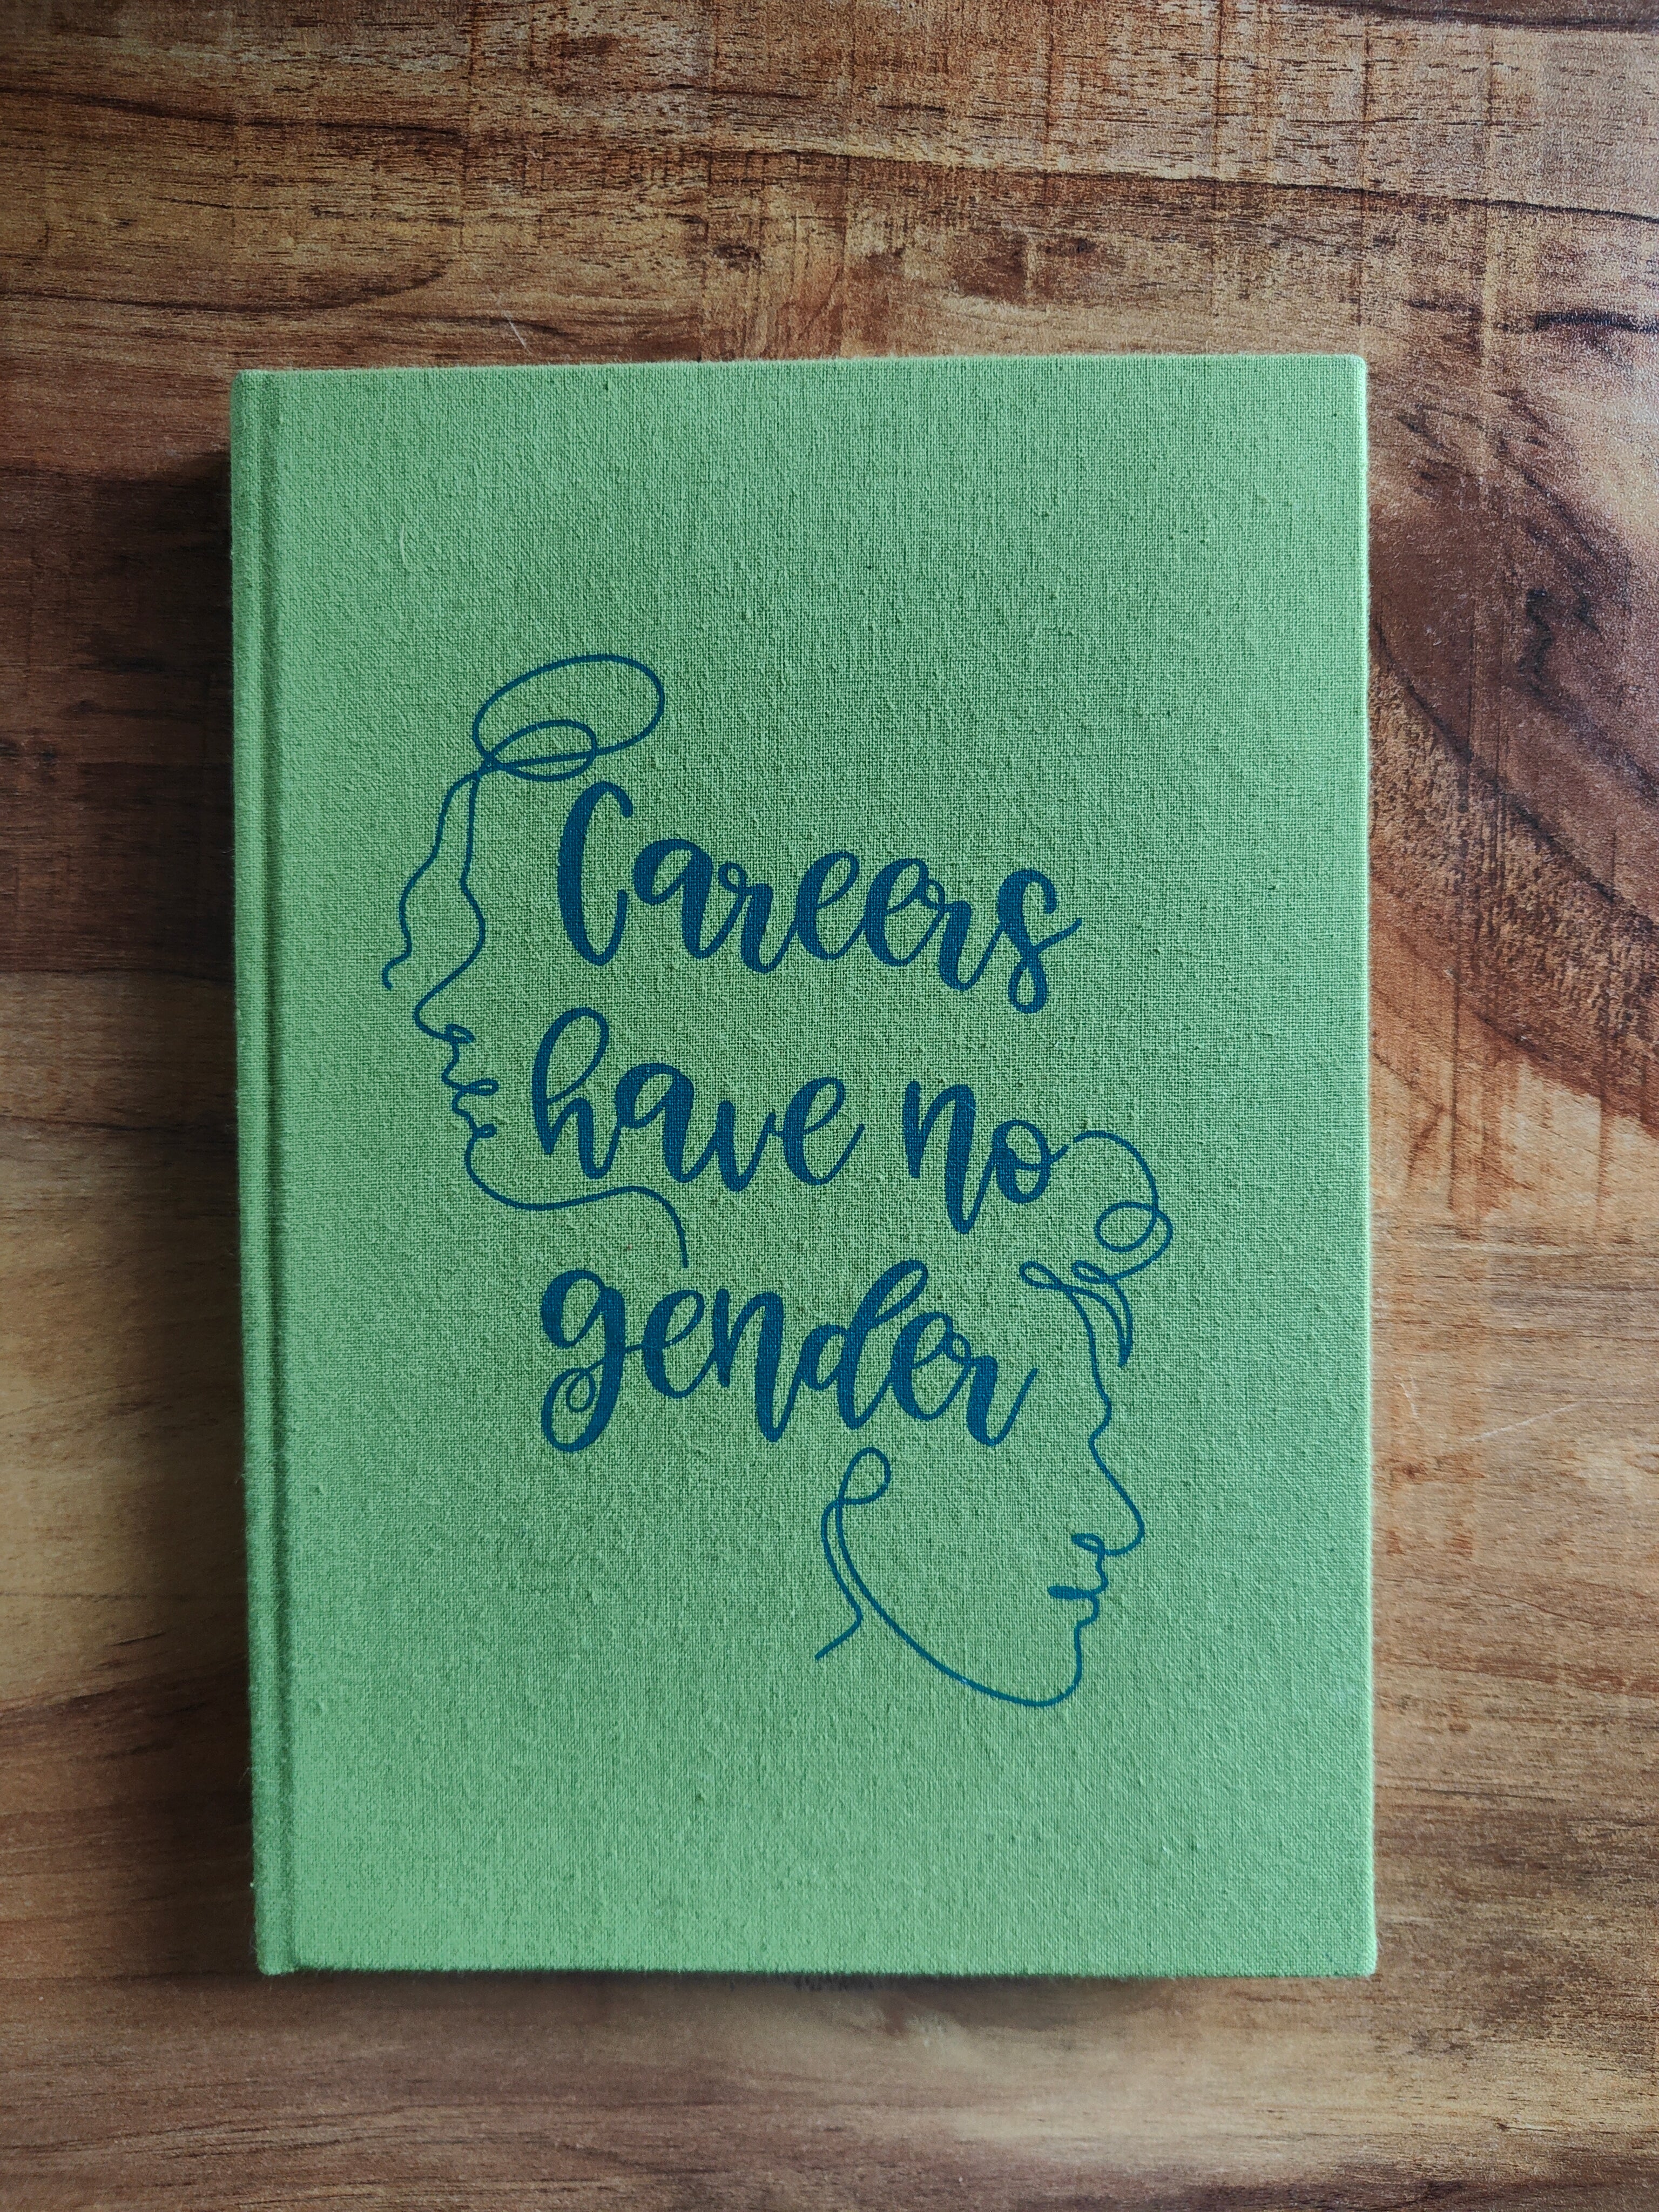 Careers
have no
gender